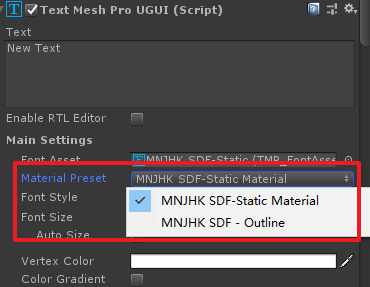 Text Mesh Pro UGUI (Script)
Text
New Text
Enable RTL Editor
Main Settings
Font Asset MNJHK SDF-Static (TMP_FontAsse
Material Preset MNJHK SDF-Static Material
Font Style MNJHK SDF-Static Material
Font Size MNJHK SDF - Outline
Auto Size
Vertex Color
Color Gradient